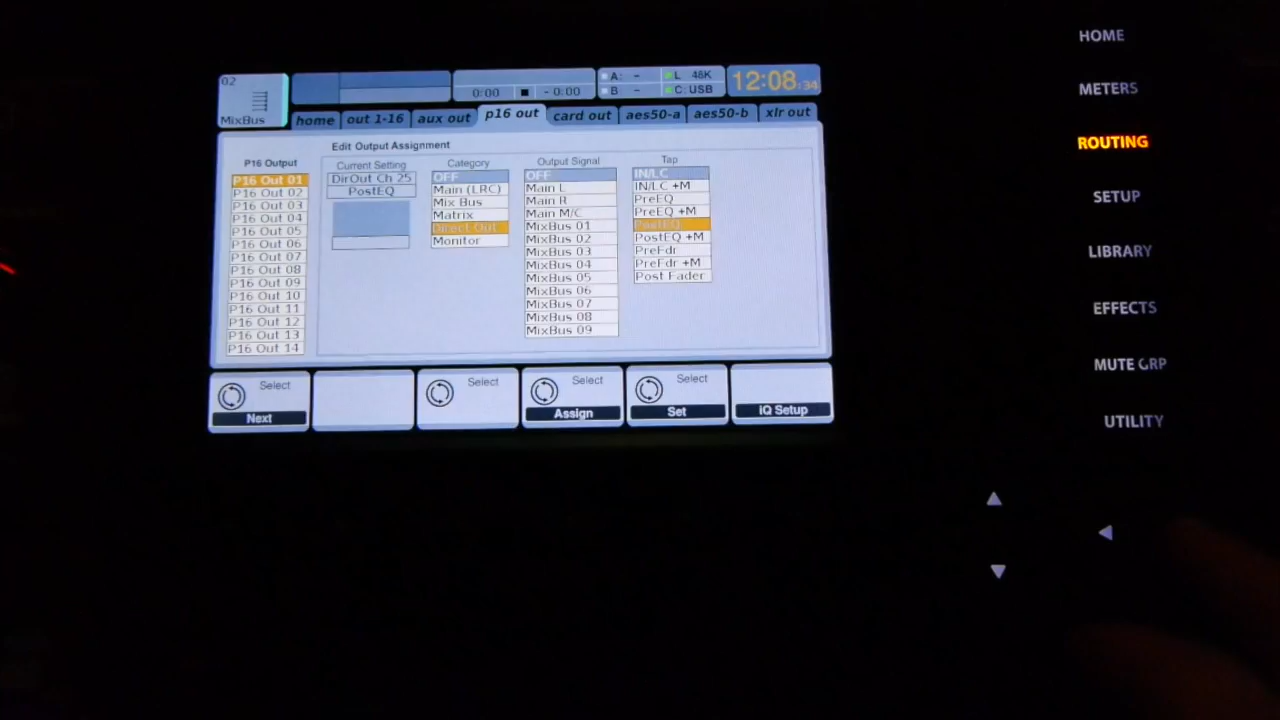 HOME
METERS
ROUTING
SETUP
LIBRARY
EFFECTS
MUTE GRP
UTILITY
02
MixBus
0:00 - 0:00
A: - L 48K
B - C: USB
12:08:34
home out 1-16 aux out p16 out card out aes50-a aes50-b xlr out
Edit Output Assignment
P16 Output
P16 Out 01
P16 Out 02
P16 Out 03
P16 Out 04
P16 Out 05
P16 Out 06
P16 Out 07
P16 Out 08
P16 Out 09
P16 Out 10
P16 Out 11
P16 Out 12
P16 Out 13
P16 Out 14
Current Setting
DirOut Ch 25
PostEQ
Category
OFF
Main (LRC)
Mix Bus
Matrix
Direct Out
Monitor
Output Signal
OFF
Main L
Main R
Main M/C
MixBus 01
MixBus 02
MixBus 03
MixBus 04
MixBus 05
MixBus 06
MixBus 07
MixBus 08
MixBus 09
Tap
IN/LC
IN/LC +M
PreEQ
PreEQ +M
PostEQ
PostEQ +M
PreFdr
PreFdr +M
Post Fader
Select
Next
Select
Select
Assign
Select
Set
iQ Setup